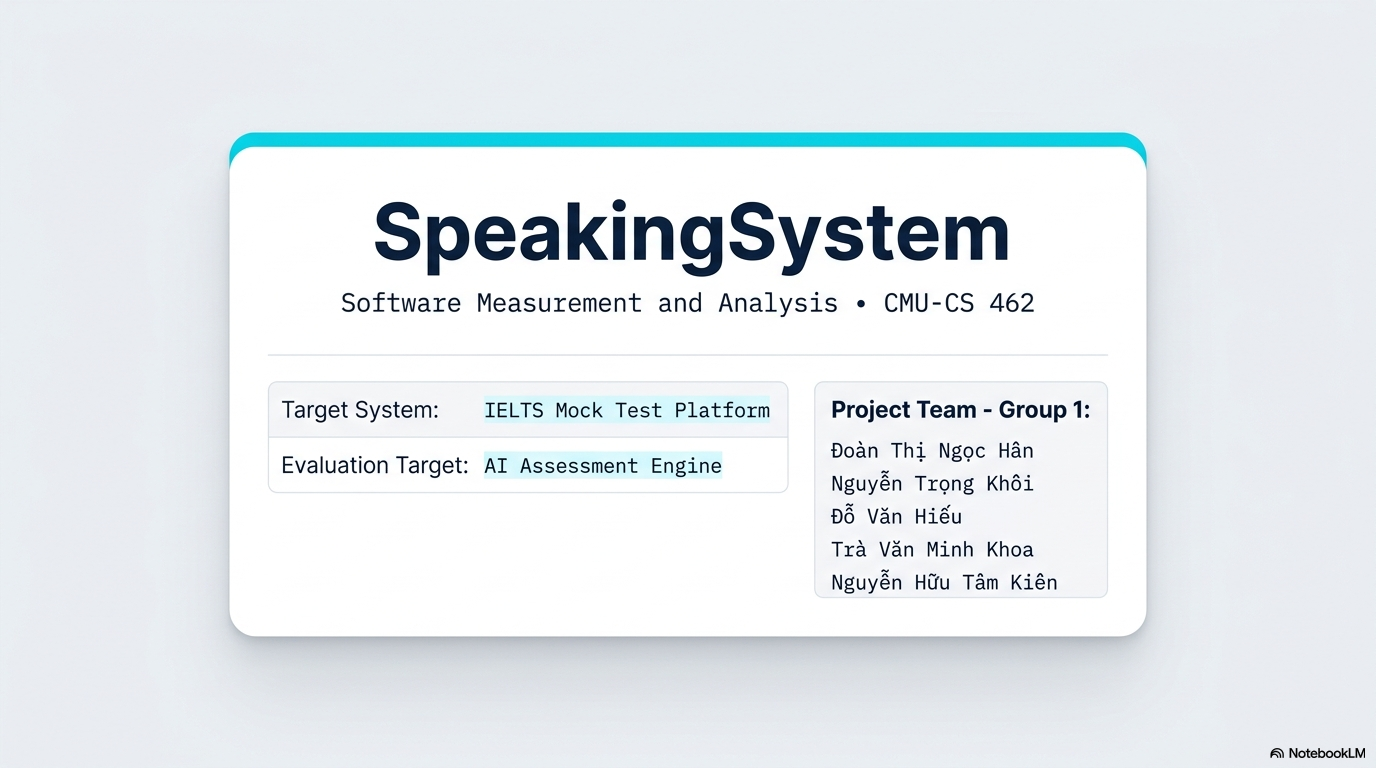 SpeakingSystem
Software Measurement and Analysis • CMU-CS 462
Target System: IELTS Mock Test Platform
Evaluation Target: AI Assessment Engine
Project Team - Group 1:
Đoàn Thị Ngọc Hân
Nguyễn Trọng Khôi
Đỗ Văn Hiếu
Trà Văn Minh Khoa
Nguyễn Hữu Tâm Kiên
NotebookLM